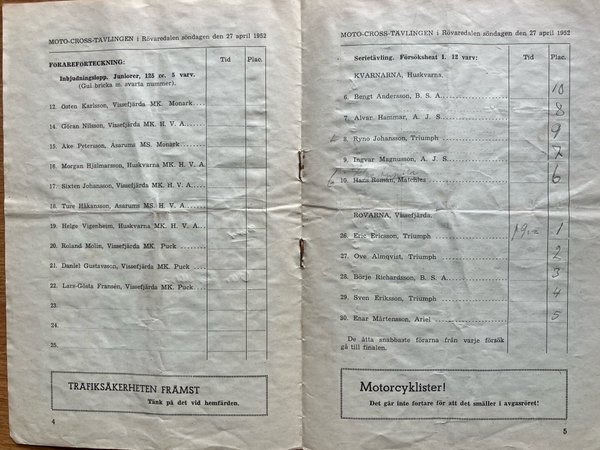 MOTO-CROSS-TÄVLINGEN i Rövaredalen söndagen den 27 april 1952
FÖRAREFÖRTECKNING:
Tid Plac.
Inbjudningslopp. Juniorer, 125 cc. 5 varv.
(Gul bricka m. svarta nummer).
12. Östen Karlsson, Vissefjärda MK. Monark....
14. Göran Nilsson, Vissefjärda MK. H. V. A.......
15. Åke Petersson, Asarums MS. Monark............
16. Morgan Hjalmarsson, Huskvarna MK. H. V. A.
17. Sixten Johansson, Vissefjärda MK. H. V. A.....
18. Ture Håkansson, Asarums MS. H. V. A............
19. Helge Vigenheim, Huskvarna MK. H. V. A.......
20. Roland Molin, Vissefjärda MK. Puck ............
21. Daniel Gustavsson, Vissefjärda MK. Puck .....
22. Lars-Gösta Fransén, Vissefjärda MK. Puck....
23.
24.
25.
TRAFIKSÄKERHETEN FRÄMST
Tänk på det vid hemfärden.
4
MOTO-CROSS-TÄVLINGEN i Rövaredalen söndagen den 27 april 1952
Serietävling. Försöksheat 1. 12 varv:
Tid Plac.
KVARNARNA, Huskvarna.
6. Bengt Andersson, B. S. A. ........................ 10
7. Alvar Hammar, A. J. S. ........................ 8
8. Ryno Johansson, Triumph ........................ 9
9. Ingvar Magnusson, A. J. S. ........................ 7
10. Hans Román, Matchles ........................ 6
RÖVARNA, Vissefjärda.
26. Eric Ericsson, Triumph ........................ 1
27. Ove Almqvist, Triumph ........................ 2
28. Börje Richardsson, B. S. A. ........................ 3
29. Sven Eriksson, Triumph ........................ 4
30. Enar Mårtensson, Ariel ........................ 5
De åtta snabbaste förarna från varje försök
gå till finalen.
Motorcyklister!
Det går inte fortare för att det smäller i avgasröret!
5